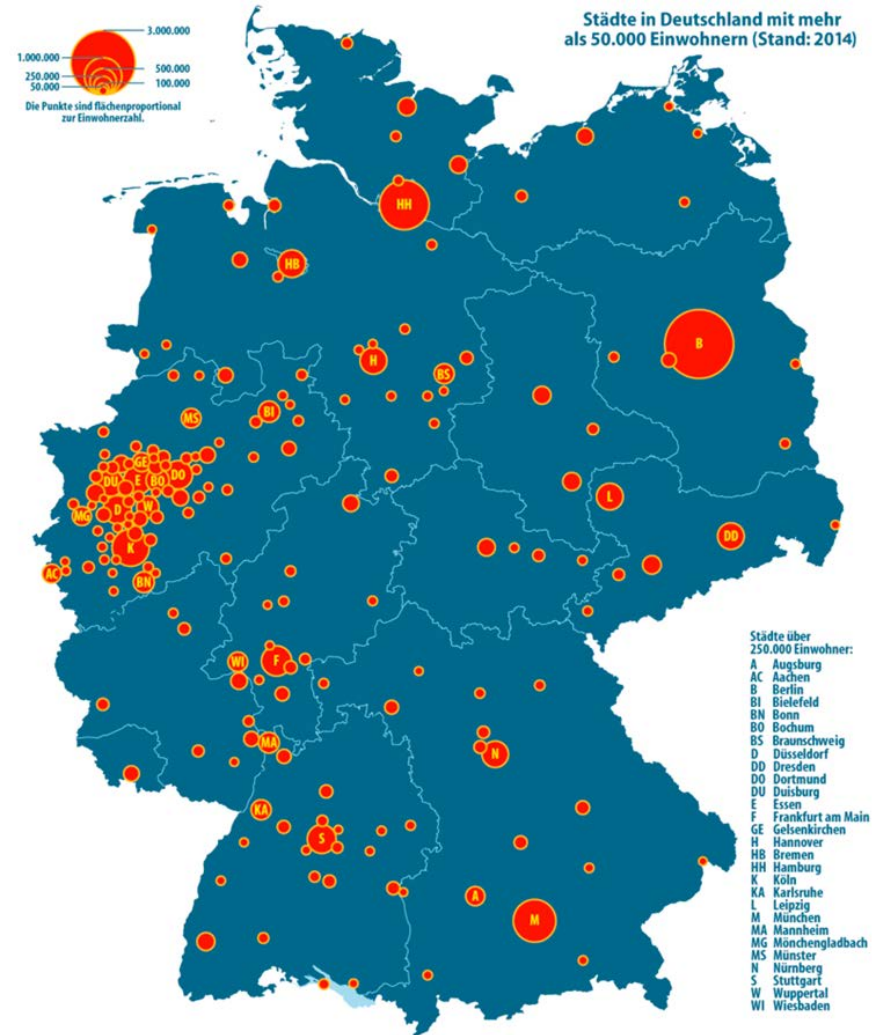 Städte in Deutschland mit mehr
als 50.000 Einwohnern (Stand: 2014)
3.000.000
1.000.000
500.000
250.000
100.000
50.000
Die Punkte sind flächenproportional
zur Einwohnerzahl.
HH
HB
B
H
BS
BI
MS
GE
DO
DU
E
BO
L
MG
D
W
DD
K
AC
BN
WI
F
MA
N
KA
S
A
M
Städte über
250.000 Einwohner:
A Augsburg
AC Aachen
B Berlin
BI Bielefeld
BN Bonn
BO Bochum
BS Braunschweig
D Düsseldorf
DD Dresden
DO Dortmund
DU Duisburg
E Essen
F Frankfurt am Main
GE Gelsenkirchen
H Hannover
HB Bremen
HH Hamburg
K Köln
KA Karlsruhe
L Leipzig
M München
MA Mannheim
MG Mönchengladbach
MS Münster
N Nürnberg
S Stuttgart
W Wuppertal
WI Wiesbaden